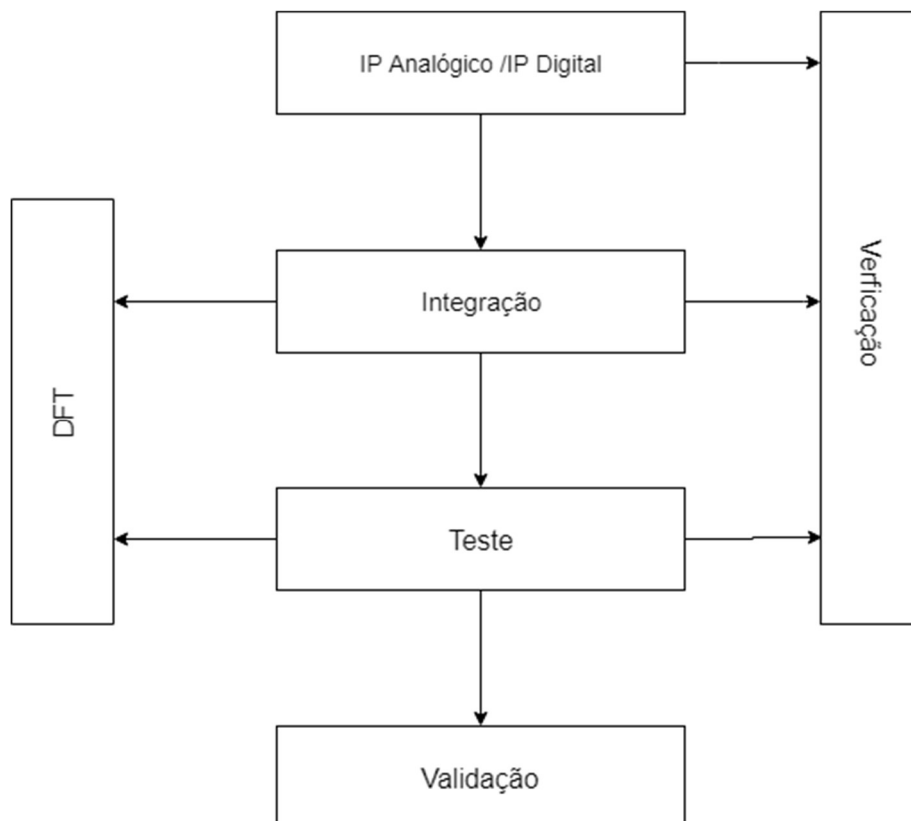 IP Analógico /IP Digital
Integração
Verficação
DFT
Teste
Validação